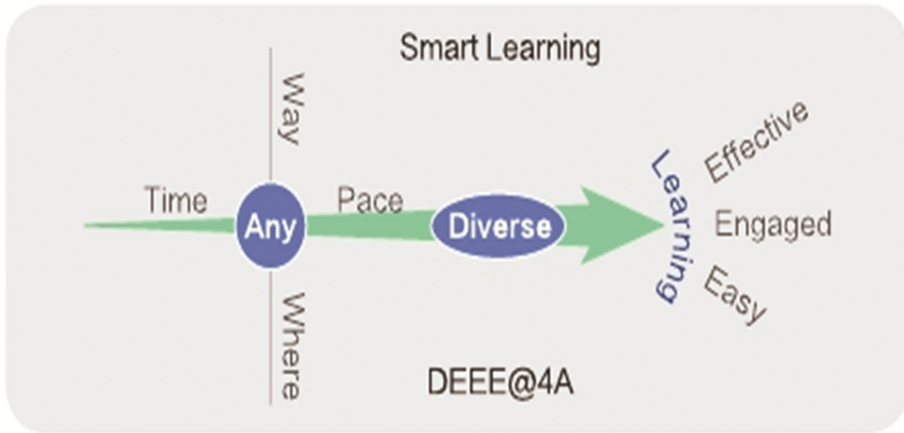 Smart Learning
Way
Time
Any
Pace
Diverse
Where
Learning
Effective
Engaged
Easy
DEEE@4A